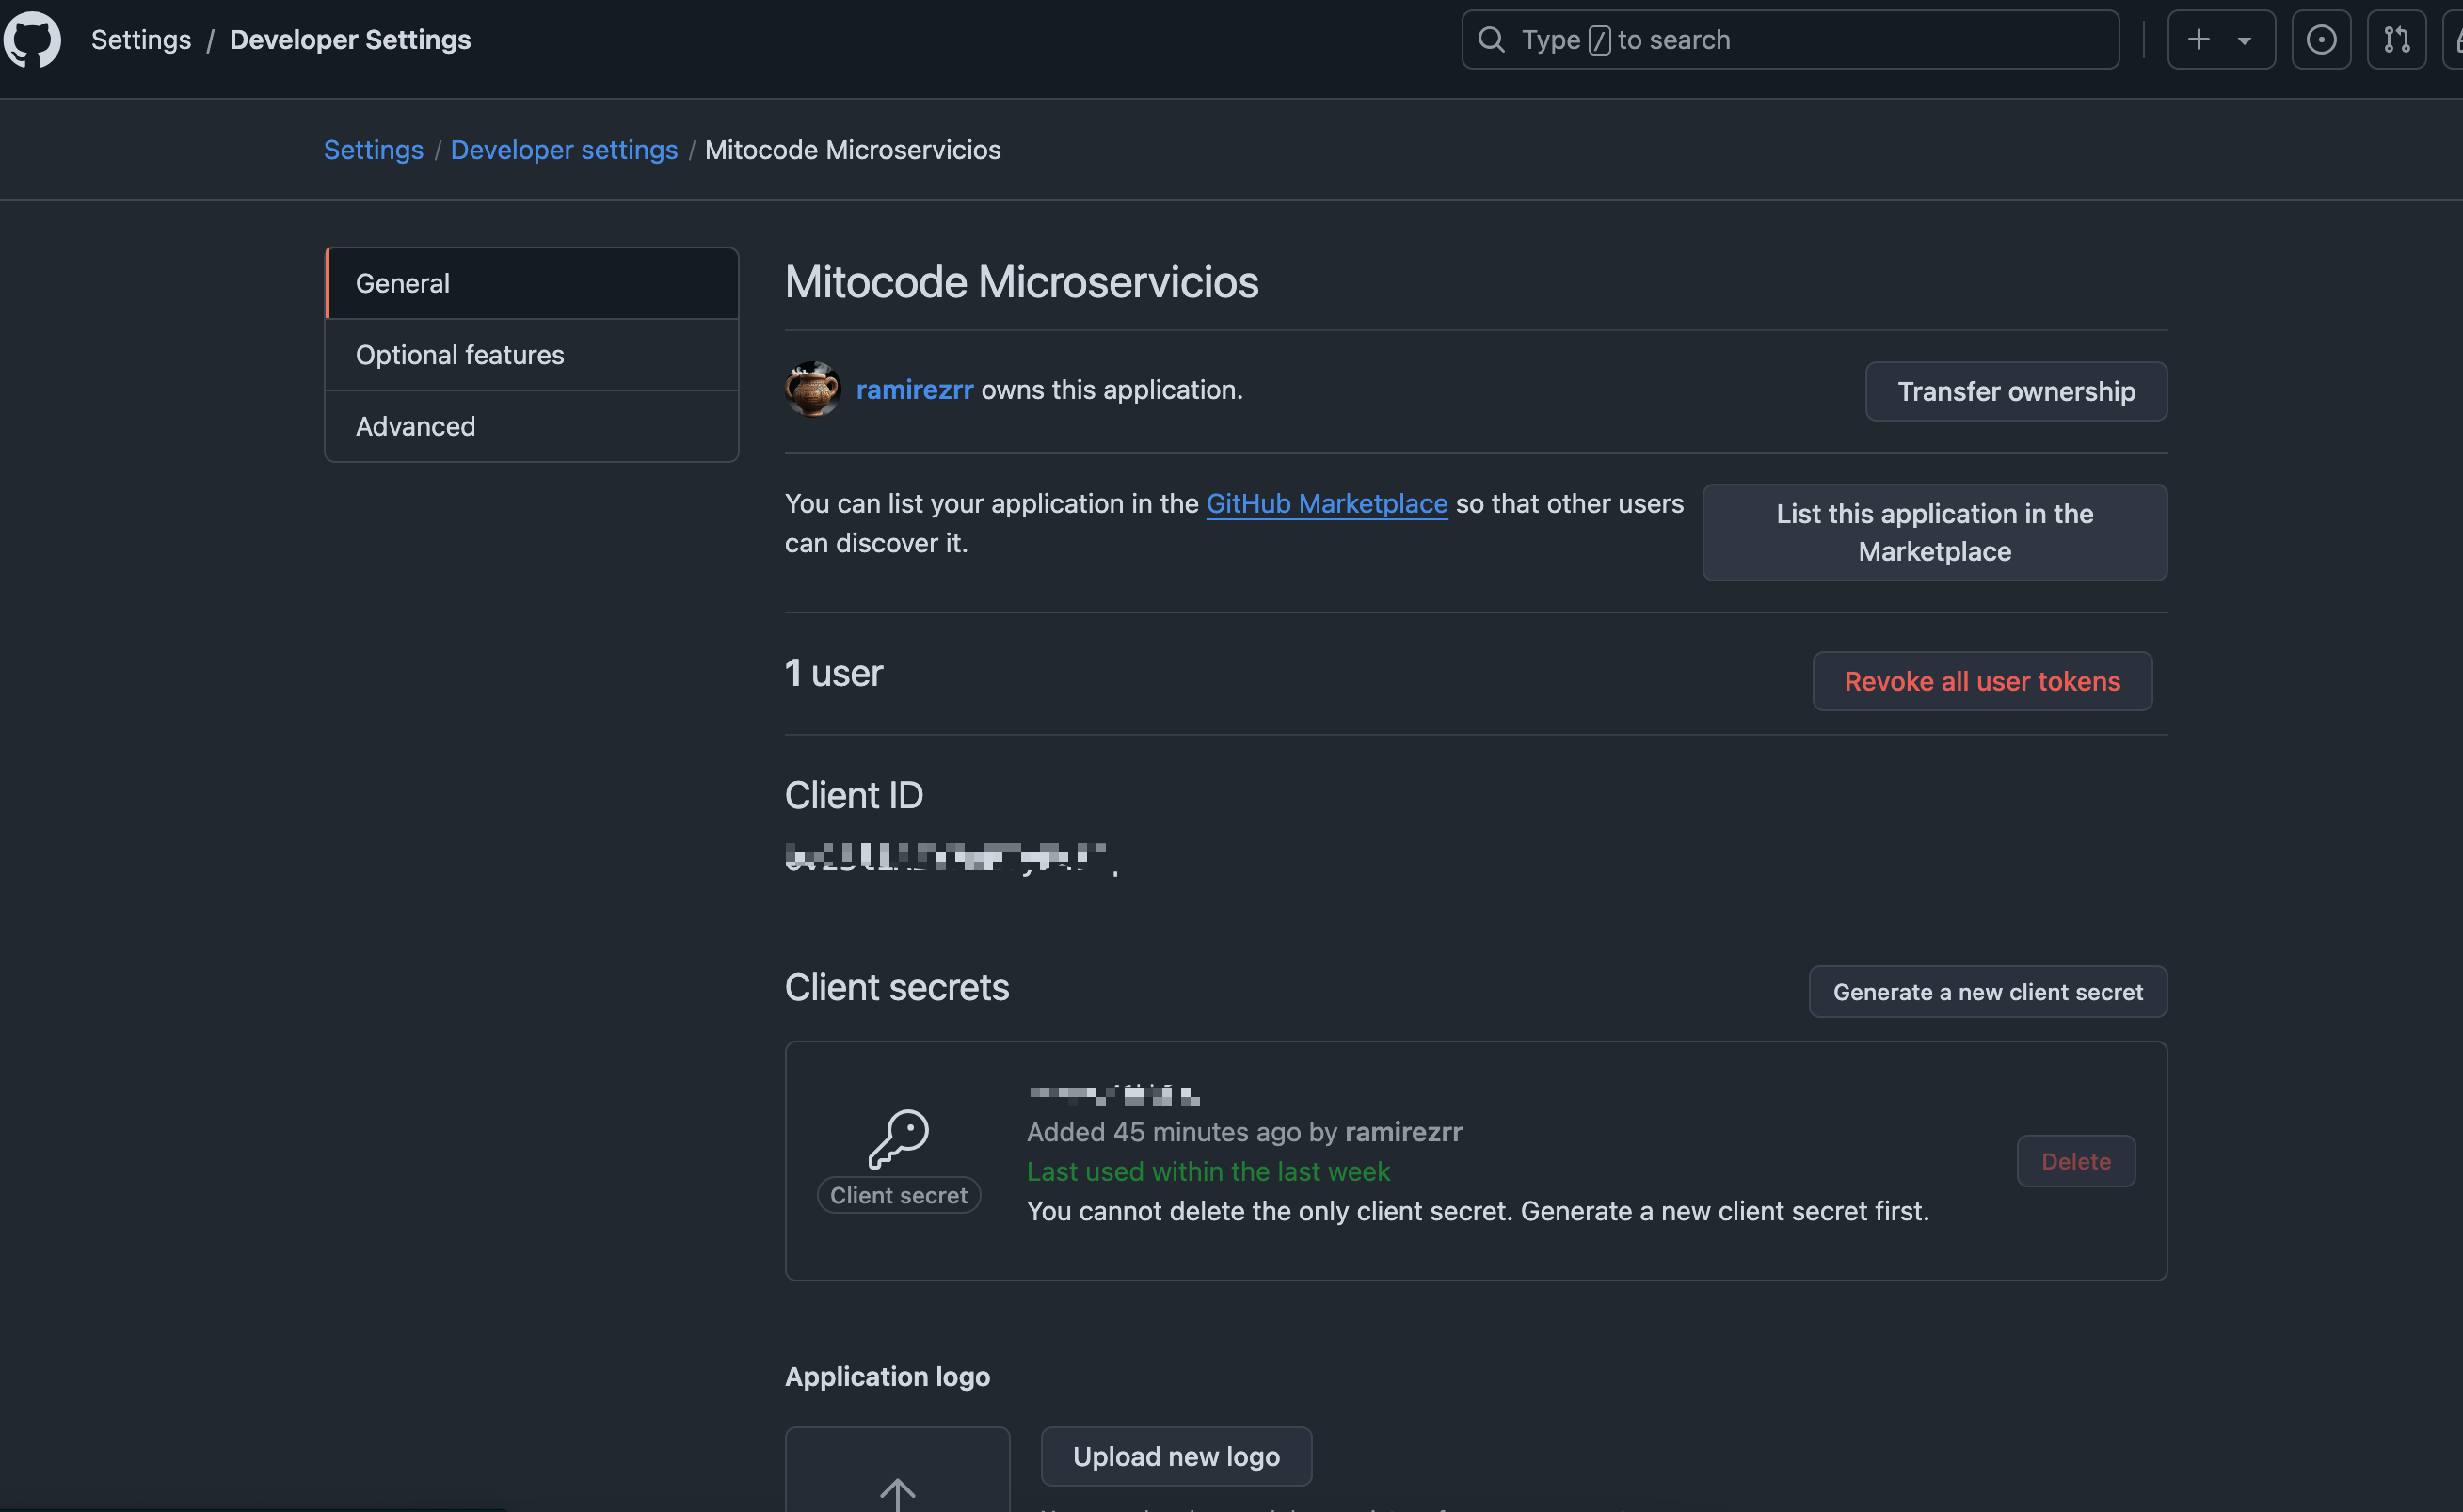 Settings / Developer Settings
Type / to search
Settings / Developer settings / Mitocode Microservicios
General
Optional features
Advanced
Mitocode Microservicios
ramirezrr owns this application.
Transfer ownership
You can list your application in the GitHub Marketplace so that other users
can discover it.
List this application in the
Marketplace
1 user
Revoke all user tokens
Client ID
Client secrets
Generate a new client secret
Client secret
Added 45 minutes ago by ramirezrr
Last used within the last week
You cannot delete the only client secret. Generate a new client secret first.
Delete
Application logo
Upload new logo